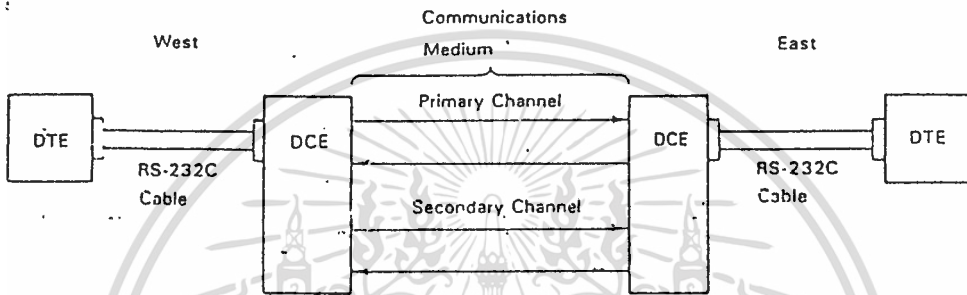 Communications
West
East
Medium
Primary Channel
DTE
DCE
DCE
DTE
RS-232C
Cable
RS-232C
Cable
Secondary Channel